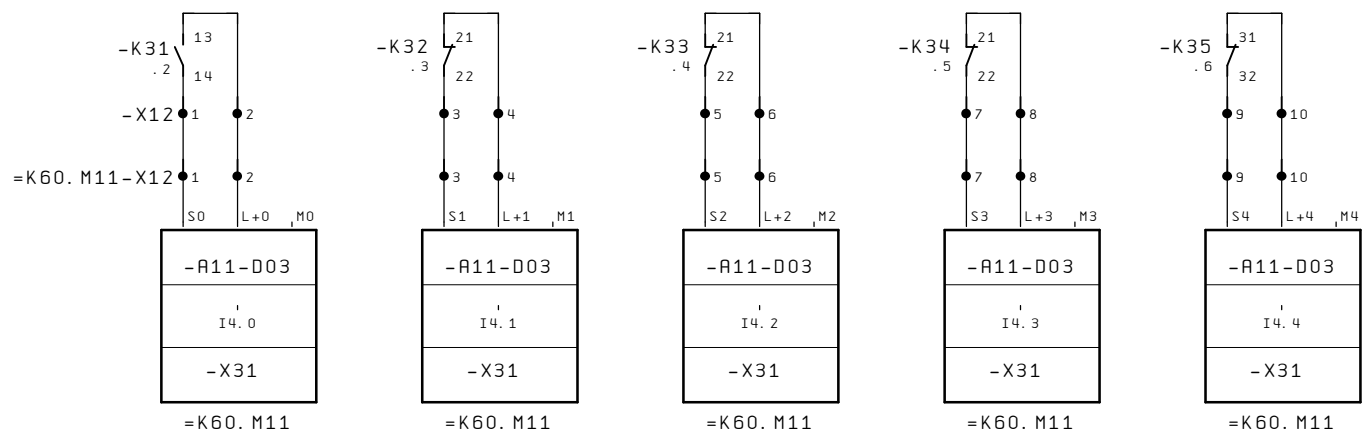 13 21 21 21 31
-K31 -K32 -K33 -K34 -K35
.2 14 .3 22 .4 22 .5 22 .6 32
-X12 1 2 3 4 5 6 7 8 9 10
=K60.M11-X12 1 2 3 4 5 6 7 8 9 10
S0 L+0 M0 S1 L+1 M1 S2 L+2 M2 S3 L+3 M3 S4 L+4 M4
-A11-D03 -A11-D03 -A11-D03 -A11-D03 -A11-D03
I4.0 I4.1 I4.2 I4.3 I4.4
-X31 -X31 -X31 -X31 -X31
=K60.M11 =K60.M11 =K60.M11 =K60.M11 =K60.M11